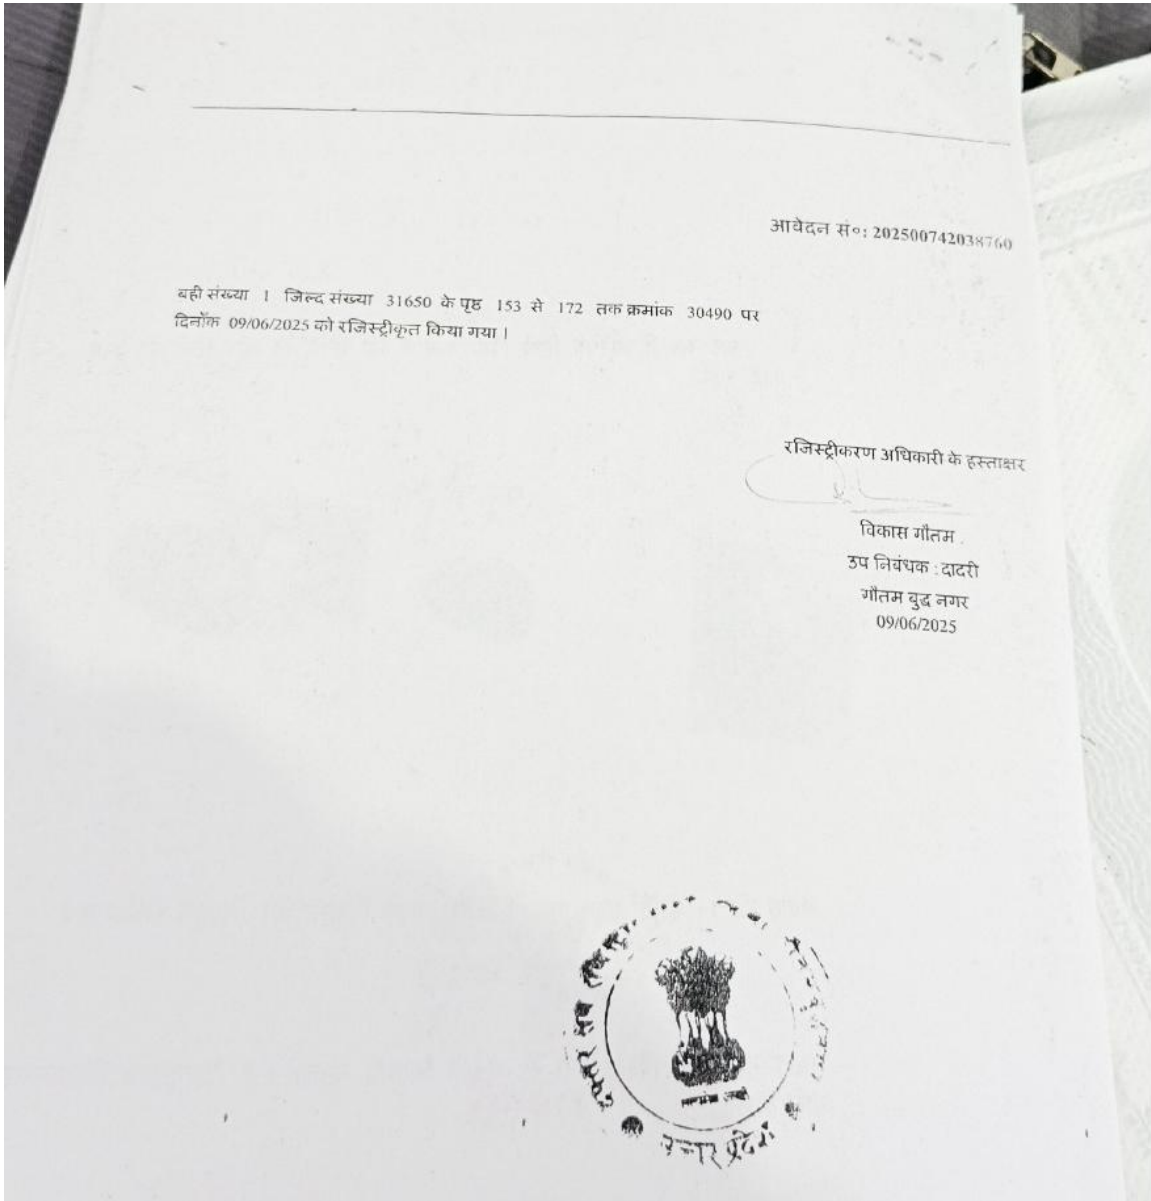 आवेदन सं०: 202500742038760
बही संख्या 1 जिल्द संख्या 31650 के पृष्ठ 153 से 172 तक क्रमांक 30490 पर
दिनाँक 09/06/2025 को रजिस्ट्रीकृत किया गया ।
रजिस्ट्रीकरण अधिकारी के हस्ताक्षर
विकास गौतम .
उप निबंधक : दादरी
गौतम बुद्ध नगर
09/06/2025
उत्तर प्रदेश